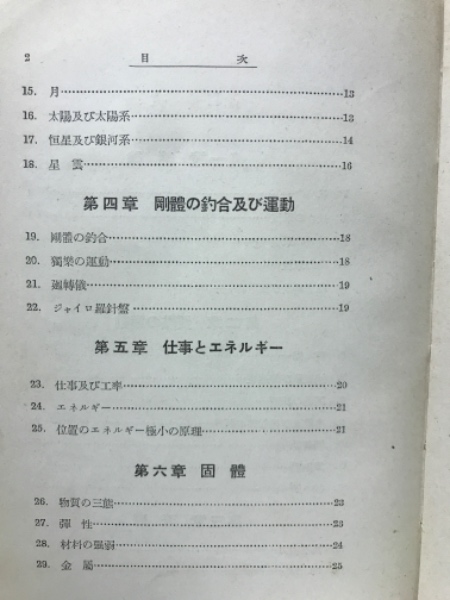 2 目次
15. 月 13
16. 太陽及び太陽系 13
17. 恒星及び銀河系 14
18. 星雲 16
第四章 剛體の釣合及び運動
19. 剛體の釣合 18
20. 獨樂の運動 18
21. 廻轉儀 19
22. ジャイロ羅針盤 19
第五章 仕事とエネルギー
23. 仕事及び工率 20
24. エネルギー 21
25. 位置のエネルギー極小の原理 21
第六章 固體
26. 物質の三態 23
27. 彈性 23
28. 材料の强弱 24
29. 金屬 25